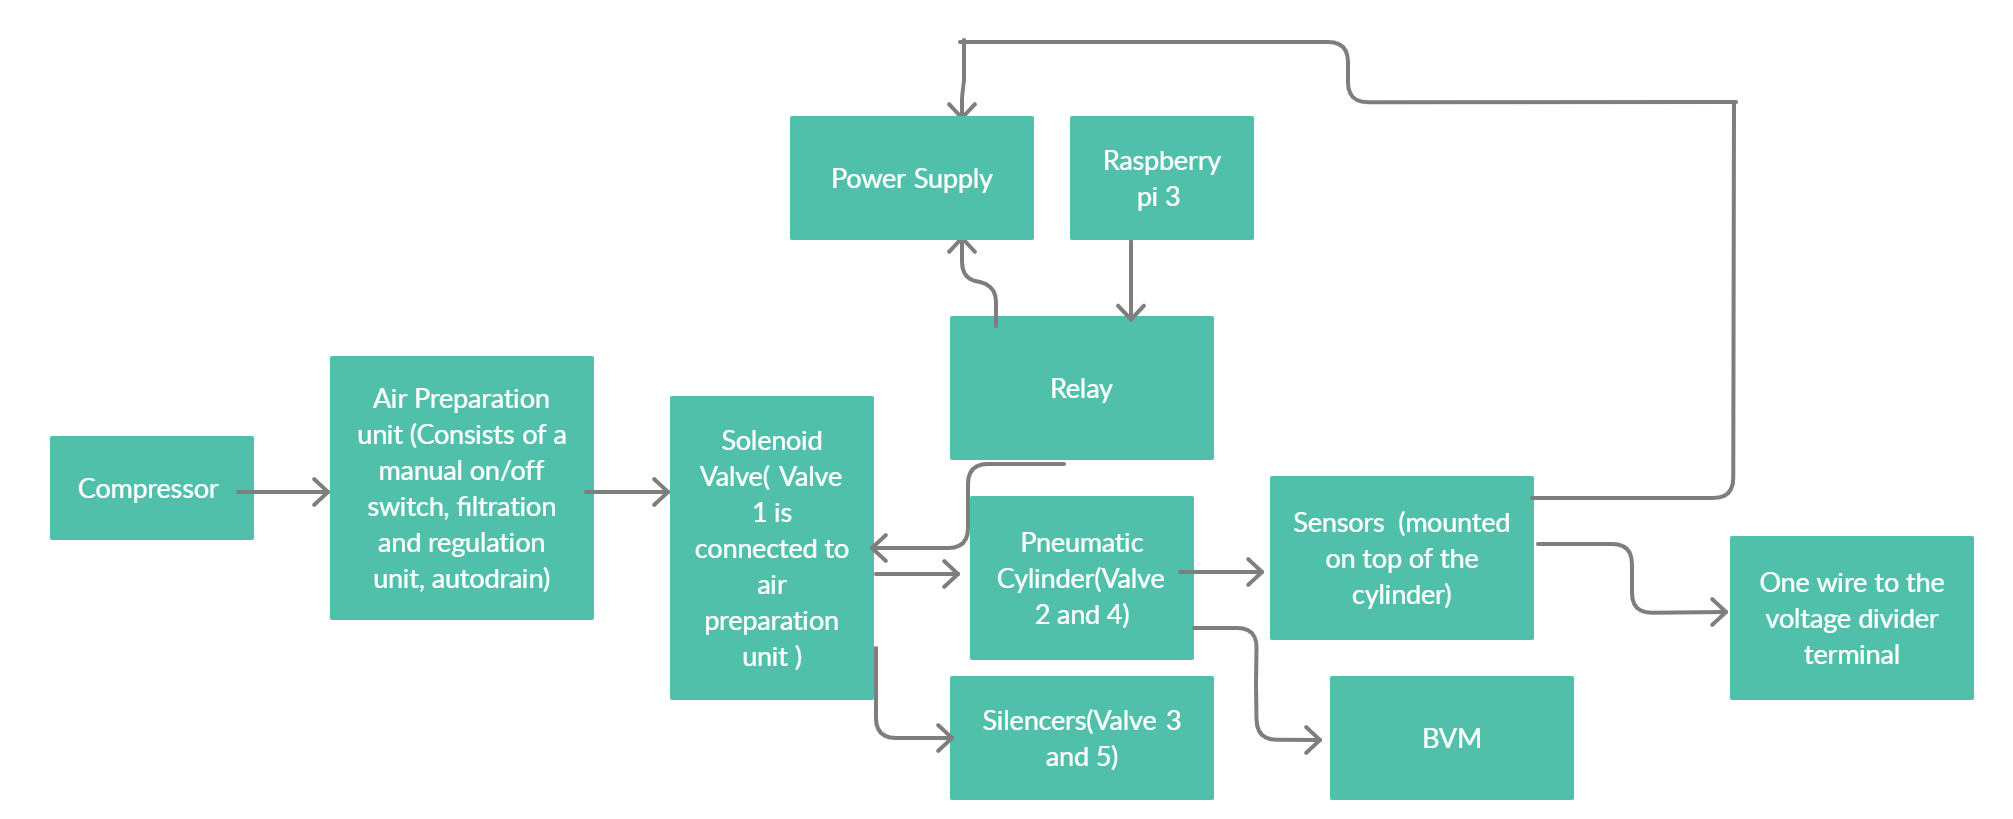 Power Supply
Raspberry
pi 3
Relay
Compressor
Air Preparation
unit (Consists of a
manual on/off
switch, filtration
and regulation
unit, autodrain)
Solenoid
Valve( Valve
1 is
connected to
air
preparation
unit )
Pneumatic
Cylinder(Valve
2 and 4)
Sensors  (mounted
on top of the
cylinder)
One wire to the
voltage divider
terminal
Silencers(Valve 3
and 5)
BVM